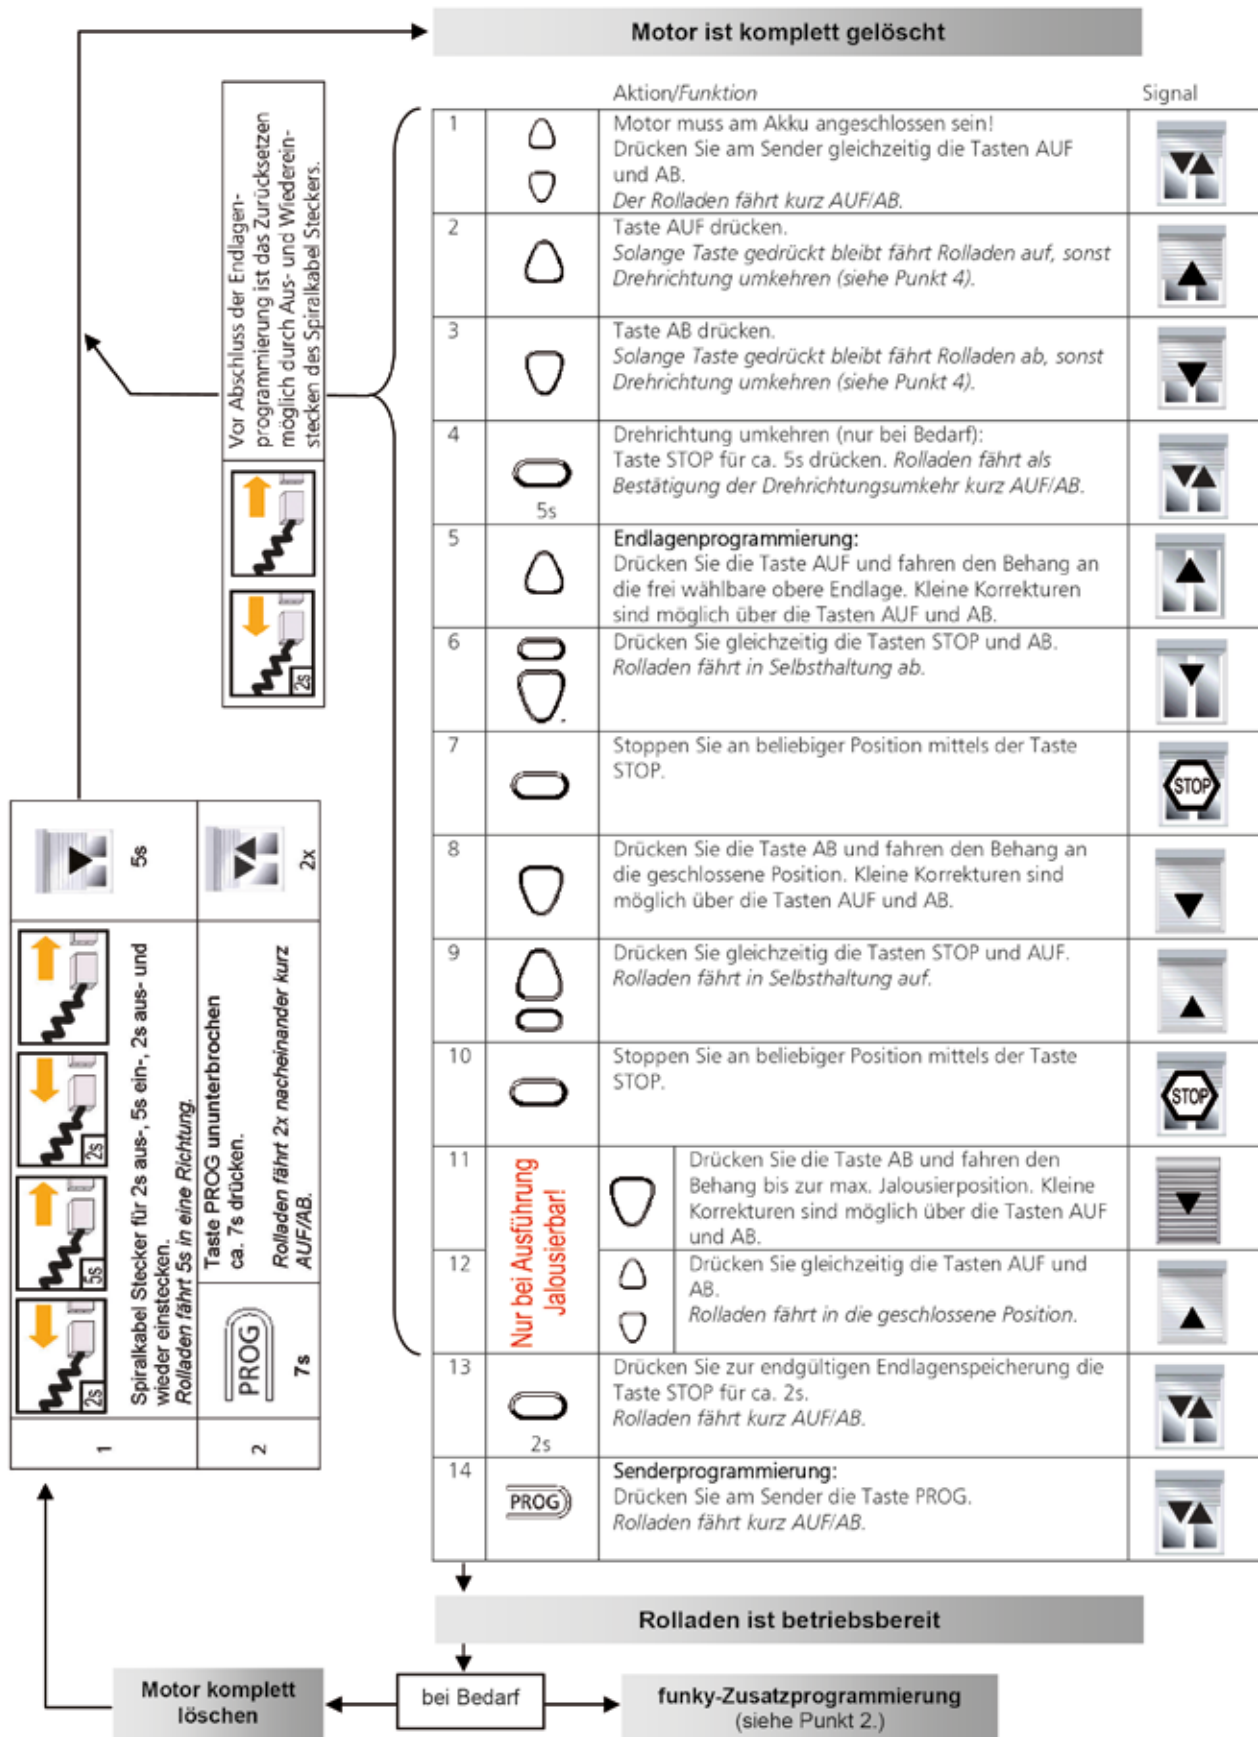 Motor ist komplett gelöscht
Aktion/Funktion
Signal
1
Motor muss am Akku angeschlossen sein!
Drücken Sie am Sender gleichzeitig die Tasten AUF
und AB.
Der Rolladen fährt kurz AUF/AB.
2
Taste AUF drücken.
Solange Taste gedrückt bleibt fährt Rolladen auf, sonst
Drehrichtung umkehren (siehe Punkt 4).
3
Taste AB drücken.
Solange Taste gedrückt bleibt fährt Rolladen ab, sonst
Drehrichtung umkehren (siehe Punkt 4).
4
5s
Drehrichtung umkehren (nur bei Bedarf):
Taste STOP für ca. 5s drücken. Rolladen fährt als
Bestätigung der Drehrichtungsumkehr kurz AUF/AB.
5
Endlagenprogrammierung:
Drücken Sie die Taste AUF und fahren den Behang an
die frei wählbare obere Endlage. Kleine Korrekturen
sind möglich über die Tasten AUF und AB.
6
Drücken Sie gleichzeitig die Tasten STOP und AB.
Rolladen fährt in Selbsthaltung ab.
7
Stoppen Sie an beliebiger Position mittels der Taste
STOP.
STOP
8
Drücken Sie die Taste AB und fahren den Behang an
die geschlossene Position. Kleine Korrekturen sind
möglich über die Tasten AUF und AB.
9
Drücken Sie gleichzeitig die Tasten STOP und AUF.
Rolladen fährt in Selbsthaltung auf.
10
Stoppen Sie an beliebiger Position mittels der Taste
STOP.
STOP
Nur bei Ausführung
Jalousierbar!
11
Drücken Sie die Taste AB und fahren den
Behang bis zur max. Jalousierposition. Kleine
Korrekturen sind möglich über die Tasten AUF
und AB.
12
Drücken Sie gleichzeitig die Tasten AUF und
AB.
Rolladen fährt in die geschlossene Position.
13
2s
Drücken Sie zur endgültigen Endlagenspeicherung die
Taste STOP für ca. 2s.
Rolladen fährt kurz AUF/AB.
14
PROG
Senderprogrammierung:
Drücken Sie am Sender die Taste PROG.
Rolladen fährt kurz AUF/AB.
Vor Abschluss der Endlagen-
programmierung ist das Zurücksetzen
möglich durch Aus- und Wiederein-
stecken des Spiralkabel Steckers.
2s
1
2s
5s
2s
Spiralkabel Stecker für 2s aus-, 5s ein-, 2s aus- und
wieder einstecken.
Rolladen fährt 5s in eine Richtung.
5s
2
PROG
7s
Taste PROG ununterbrochen
ca. 7s drücken.
Rolladen fährt 2x nacheinander kurz
AUF/AB.
2x
Rolladen ist betriebsbereit
Motor komplett
löschen
bei Bedarf
funky-Zusatzprogrammierung
(siehe Punkt 2.)